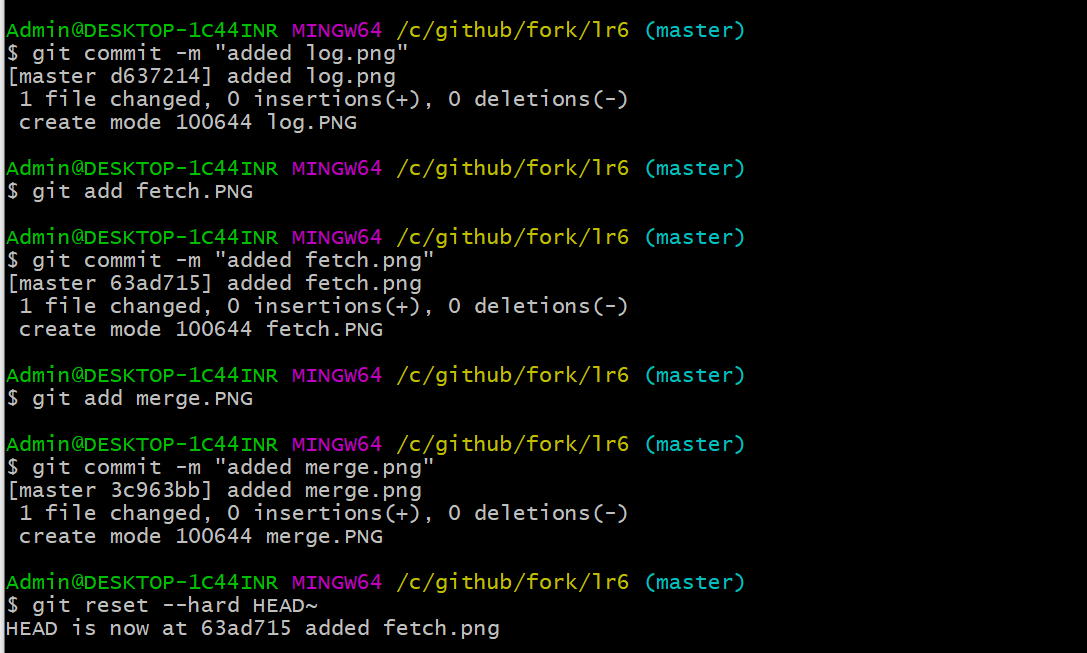 Admin@DESKTOP-1C44INR MINGW64 /c/github/fork/lr6 (master)
$ git commit -m "added log.png"
[master d637214] added log.png
 1 file changed, 0 insertions(+), 0 deletions(-)
 create mode 100644 log.PNG

Admin@DESKTOP-1C44INR MINGW64 /c/github/fork/lr6 (master)
$ git add fetch.PNG

Admin@DESKTOP-1C44INR MINGW64 /c/github/fork/lr6 (master)
$ git commit -m "added fetch.png"
[master 63ad715] added fetch.png
 1 file changed, 0 insertions(+), 0 deletions(-)
 create mode 100644 fetch.PNG

Admin@DESKTOP-1C44INR MINGW64 /c/github/fork/lr6 (master)
$ git add merge.PNG

Admin@DESKTOP-1C44INR MINGW64 /c/github/fork/lr6 (master)
$ git commit -m "added merge.png"
[master 3c963bb] added merge.png
 1 file changed, 0 insertions(+), 0 deletions(-)
 create mode 100644 merge.PNG

Admin@DESKTOP-1C44INR MINGW64 /c/github/fork/lr6 (master)
$ git reset --hard HEAD~
HEAD is now at 63ad715 added fetch.png